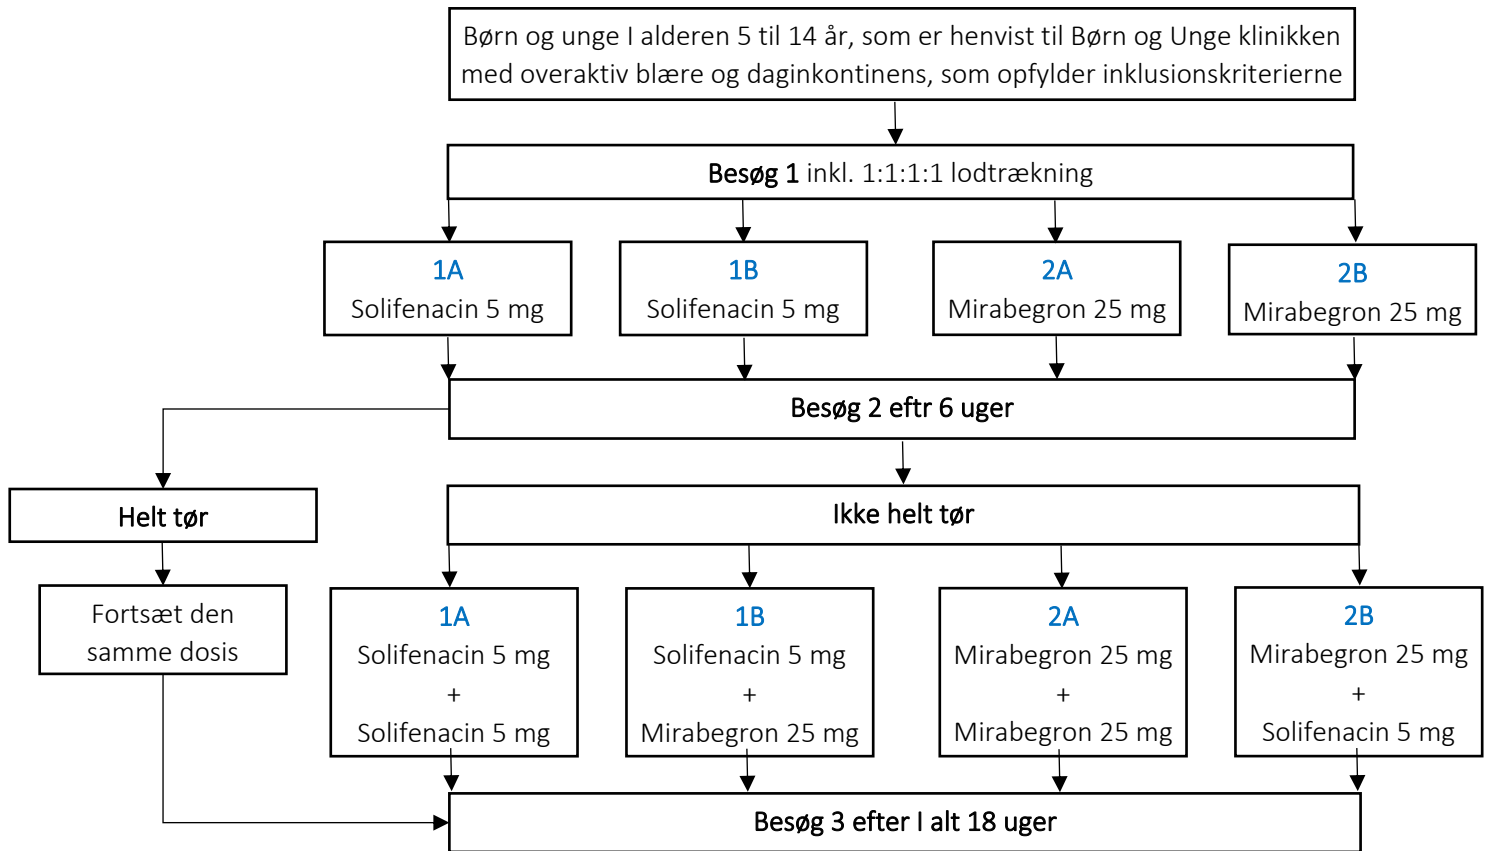 Børn og unge I alderen 5 til 14 år, som er henvist til Børn og Unge klinikken
med overaktiv blære og daginkontinens, som opfylder inklusionskriterierne
Besøg 1 inkl. 1:1:1:1 lodtrækning
1A
Solifenacin 5 mg
1B
Solifenacin 5 mg
2A
Mirabegron 25 mg
2B
Mirabegron 25 mg
Besøg 2 eftr 6 uger
Helt tør
Ikke helt tør
Fortsæt den
samme dosis
1A
Solifenacin 5 mg
+
Solifenacin 5 mg
1B
Solifenacin 5 mg
+
Mirabegron 25 mg
2A
Mirabegron 25 mg
+
Mirabegron 25 mg
2B
Mirabegron 25 mg
+
Solifenacin 5 mg
Besøg 3 efter I alt 18 uger